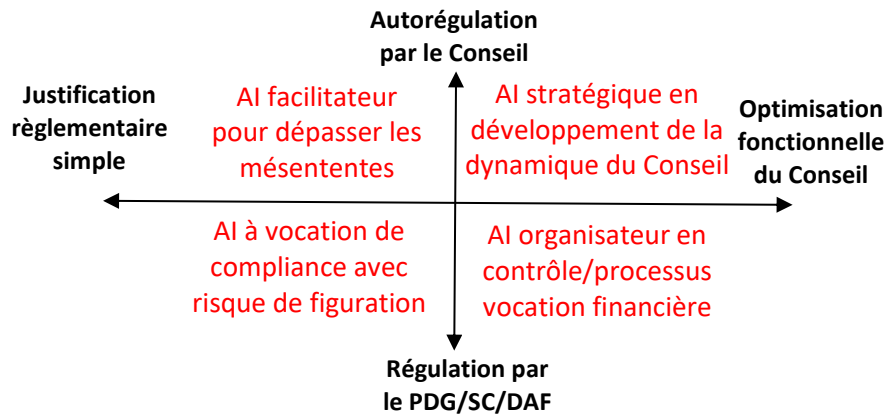 Autorégulation
par le Conseil
Justification
règlementaire
simple
AI facilitateur
pour dépasser les
mésententes
AI stratégique en
développement de la
dynamique du Conseil
Optimisation
fonctionnelle
du Conseil
AI à vocation de
compliance avec
risque de figuration
AI organisateur en
contrôle/processus
vocation financière
Régulation par
le PDG/SC/DAF